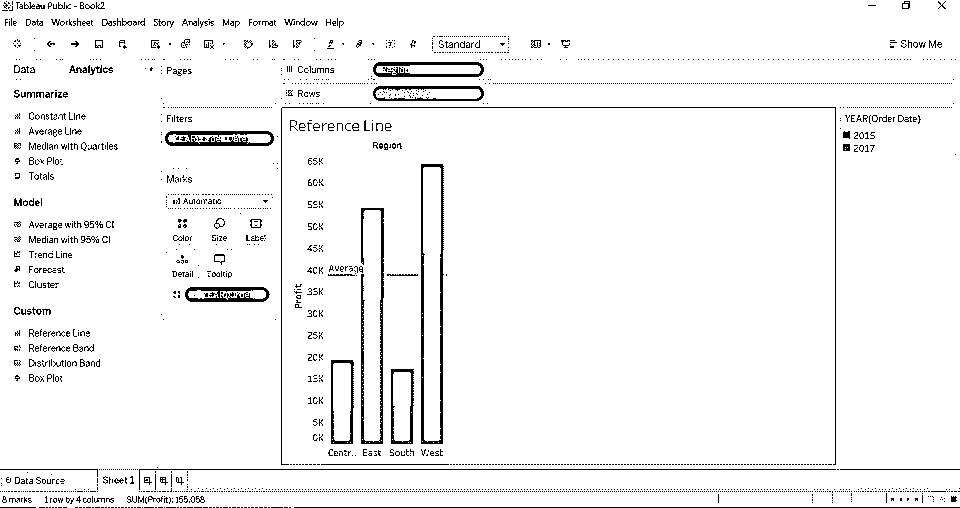 Tableau Public - Book2
File Data Worksheet Dashboard Story Analysis Map Format Window Help
Standard
Show Me
Data Analytics
Pages
Columns
Region
Rows
Summarize
Constant Line
Average Line
Median with Quartiles
Box Plot
Totals
Model
Average with 95% CI
Median with 95% CI
Trend Line
Forecast
Cluster
Custom
Reference Line
Reference Band
Distribution Band
Box Plot
Filters
Marks
Automatic
Color Size Label
Detail Tooltip
Reference Line
Region
65K
60K
55K
50K
45K
40K
35K
30K
25K
20K
15K
10K
5K
0K
Profit
Average
Centr.. East South West
YEAR(Order Date)
2015
2017
Data Source Sheet 1
8 marks 1 row by 4 columns SUM(Profit): 155,058